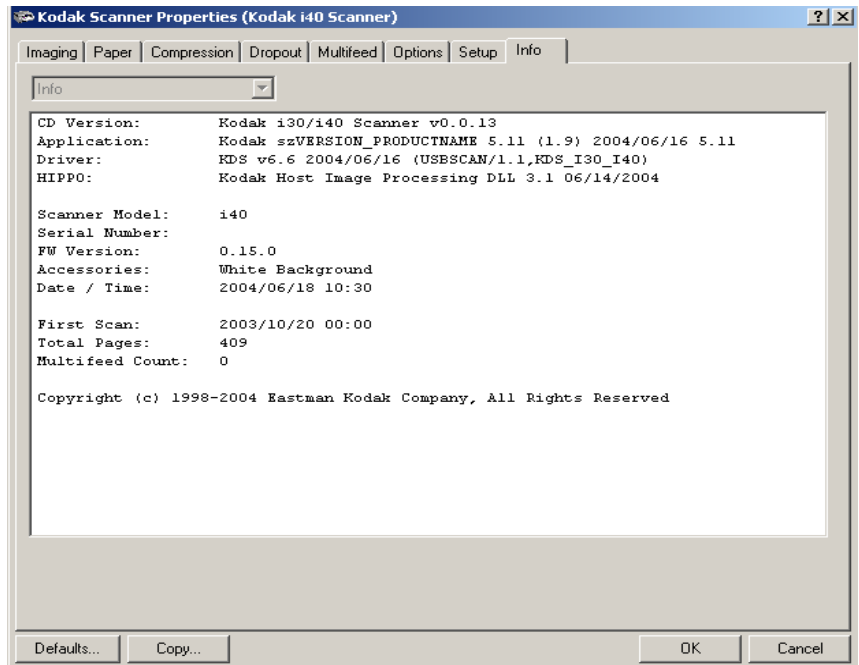 Kodak Scanner Properties (Kodak i40 Scanner)
Imaging Paper Compression Dropout Multifeed Options Setup Info
Info
CD Version: Kodak i30/i40 Scanner v0.0.13
Application: Kodak szVERSION_PRODUCTNAME 5.11 (1.9) 2004/06/16 5.11
Driver: KDS v6.6 2004/06/16 (USBSCAN/1.1,KDS_I30_I40)
HIPPO: Kodak Host Image Processing DLL 3.1 06/14/2004
Scanner Model: i40
Serial Number:
FW Version: 0.15.0
Accessories: White Background
Date / Time: 2004/06/18 10:30
First Scan: 2003/10/20 00:00
Total Pages: 409
Multifeed Count: 0
Copyright (c) 1998-2004 Eastman Kodak Company, All Rights Reserved
Defaults... Copy... OK Cancel